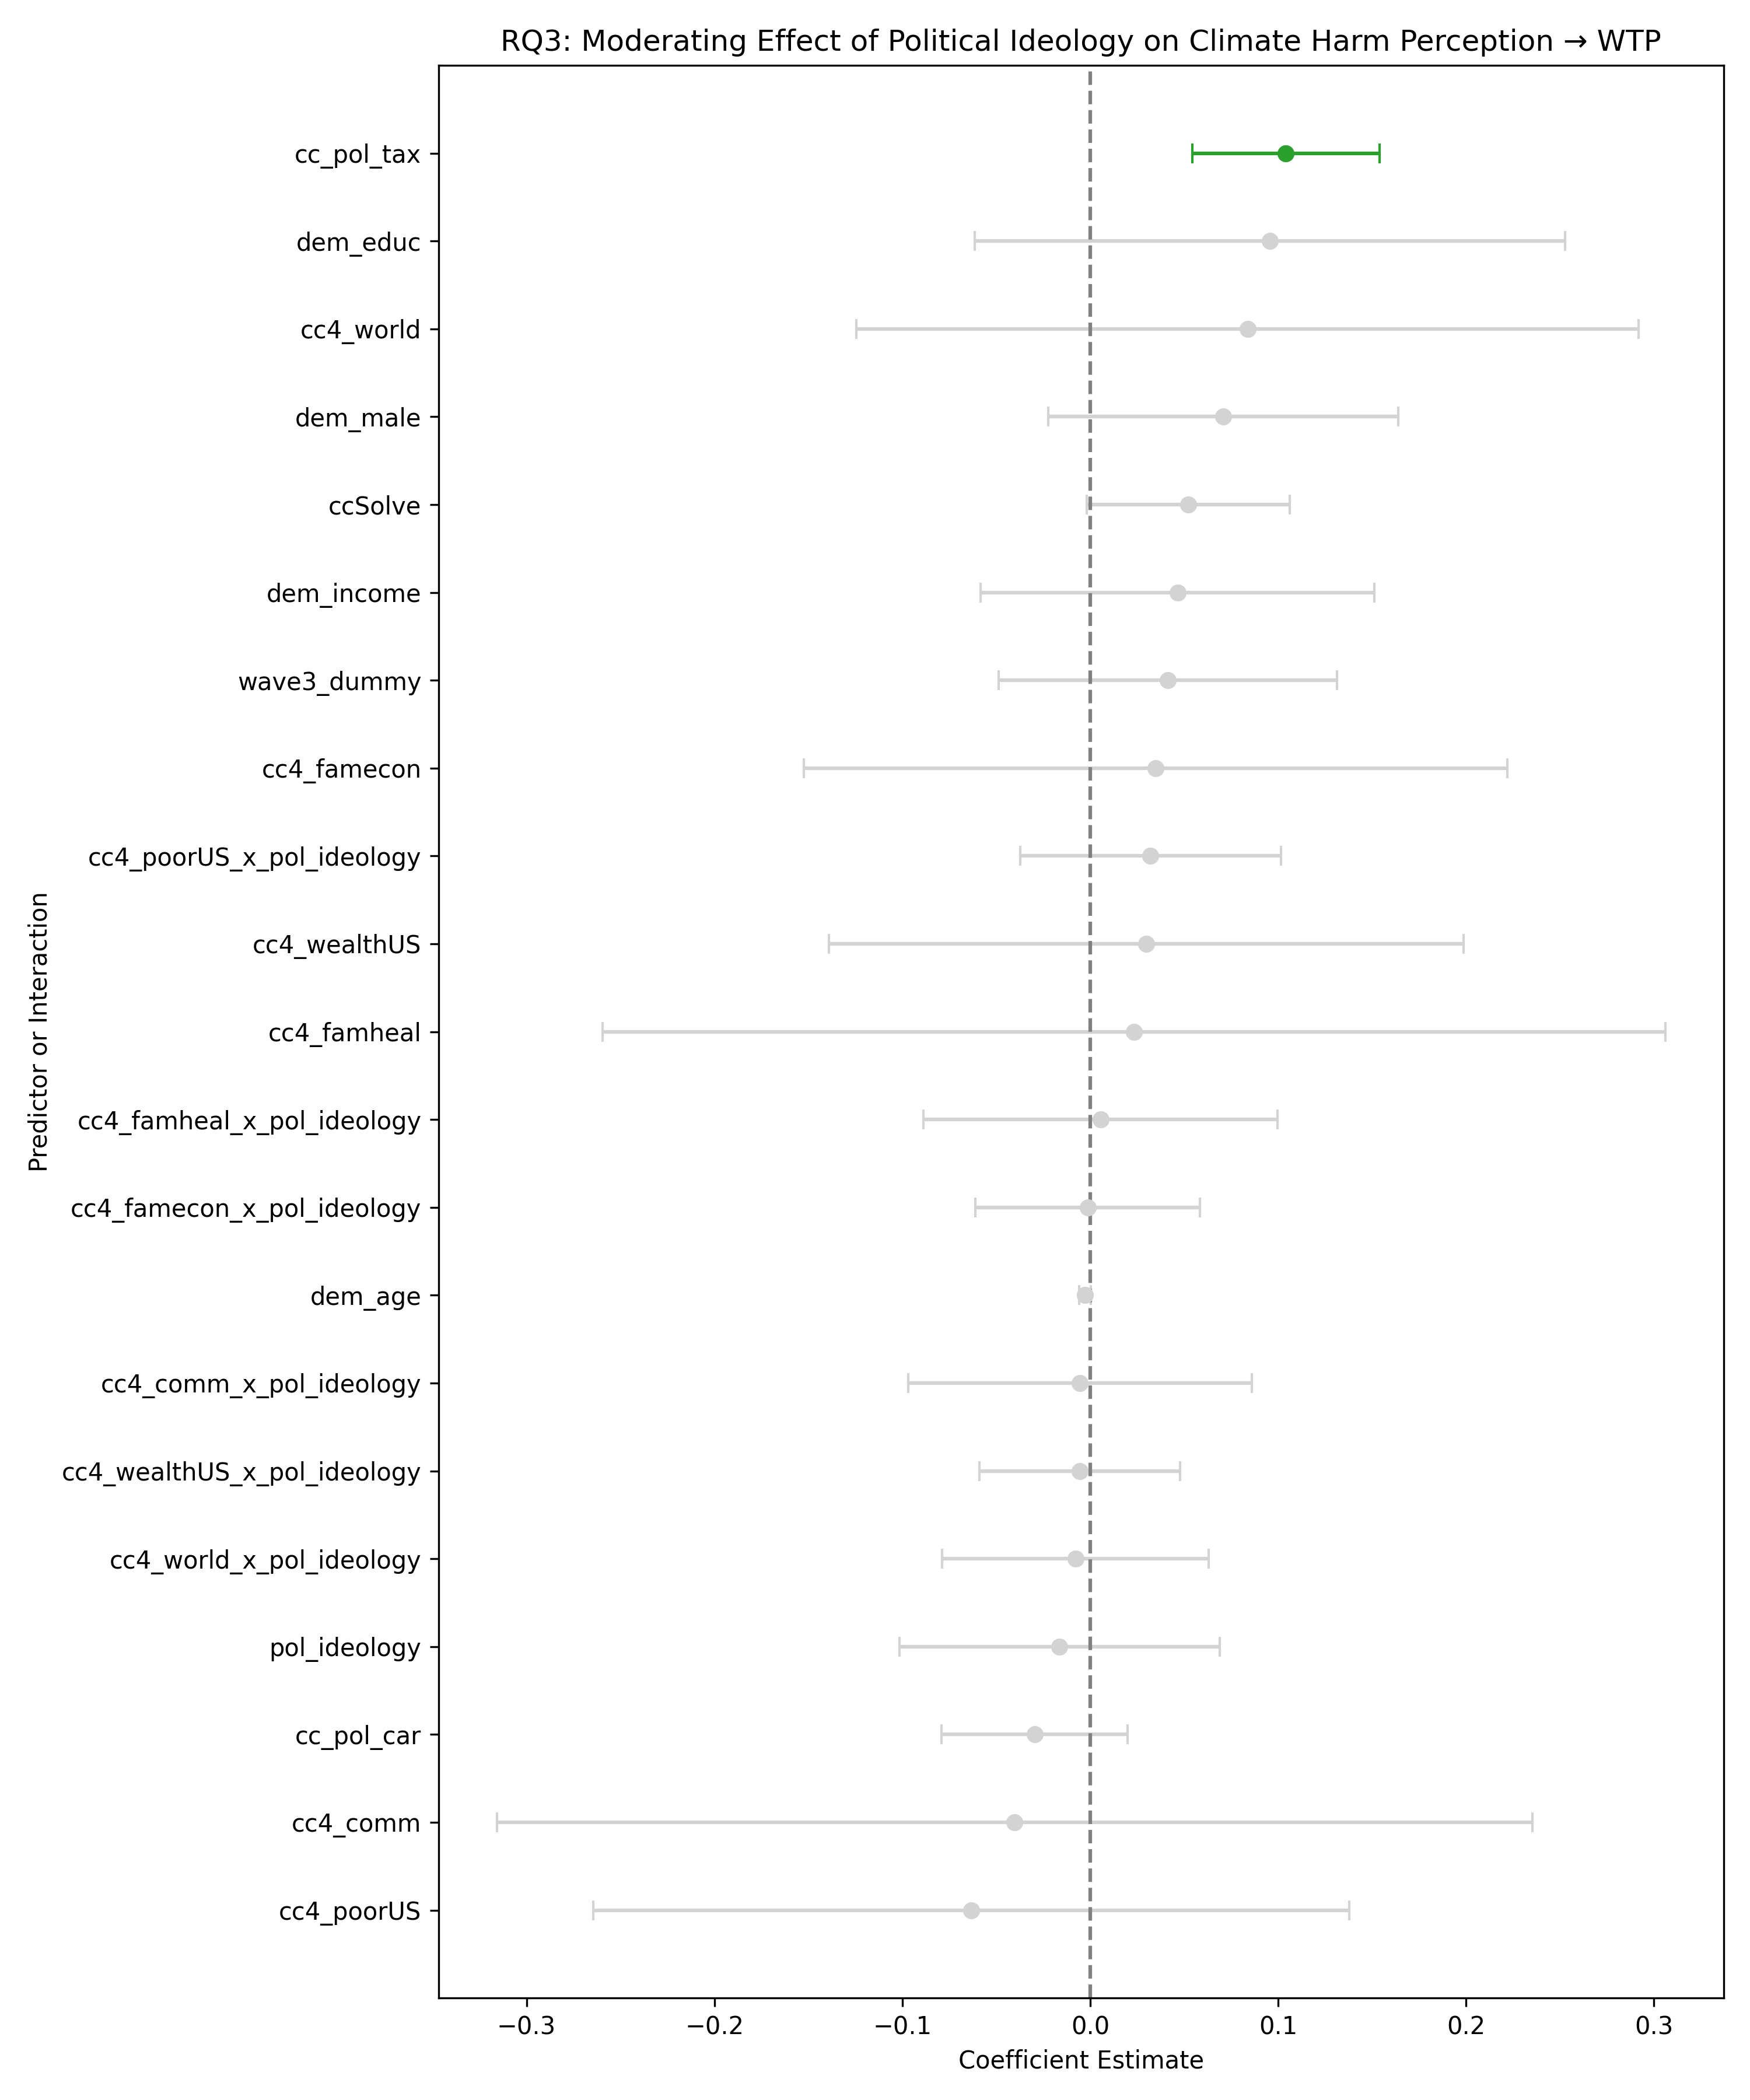 RQ3: Moderating Effect of Political Ideology on Climate Harm Perception → WTP
cc_pol_tax
dem_educ
cc4_world
dem_male
ccSolve
dem_income
wave3_dummy
cc4_famecon
cc4_poorUS_x_pol_ideology
cc4_wealthUS
cc4_famheal
cc4_famheal_x_pol_ideology
cc4_famecon_x_pol_ideology
dem_age
cc4_comm_x_pol_ideology
cc4_wealthUS_x_pol_ideology
cc4_world_x_pol_ideology
pol_ideology
cc_pol_car
cc4_comm
cc4_poorUS
Predictor or Interaction
−0.3 −0.2 −0.1 0.0 0.1 0.2 0.3
Coefficient Estimate